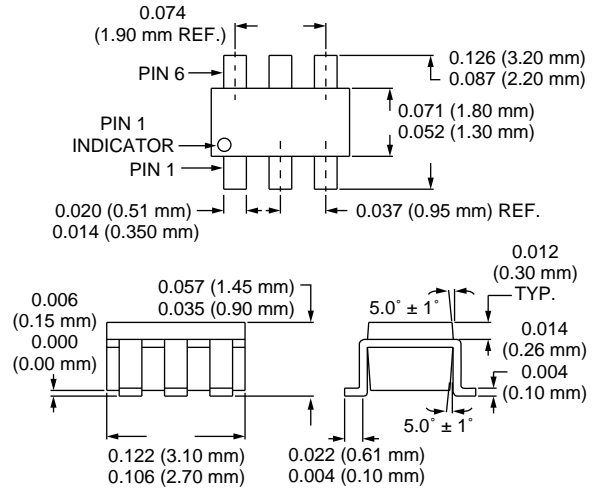 0.074
(1.90 mm REF.)
PIN 6
0.126 (3.20 mm)
0.087 (2.20 mm)
0.071 (1.80 mm)
0.052 (1.30 mm)
PIN 1
INDICATOR
PIN 1
0.020 (0.51 mm)
0.014 (0.350 mm)
0.037 (0.95 mm) REF.
0.006
(0.15 mm)
0.000
(0.00 mm)
0.057 (1.45 mm)
0.035 (0.90 mm)
0.122 (3.10 mm)
0.106 (2.70 mm)
5.0° ± 1°
0.012
(0.30 mm)
TYP.
0.014
(0.26 mm)
0.004
(0.10 mm)
5.0° ± 1°
0.022 (0.61 mm)
0.004 (0.10 mm)